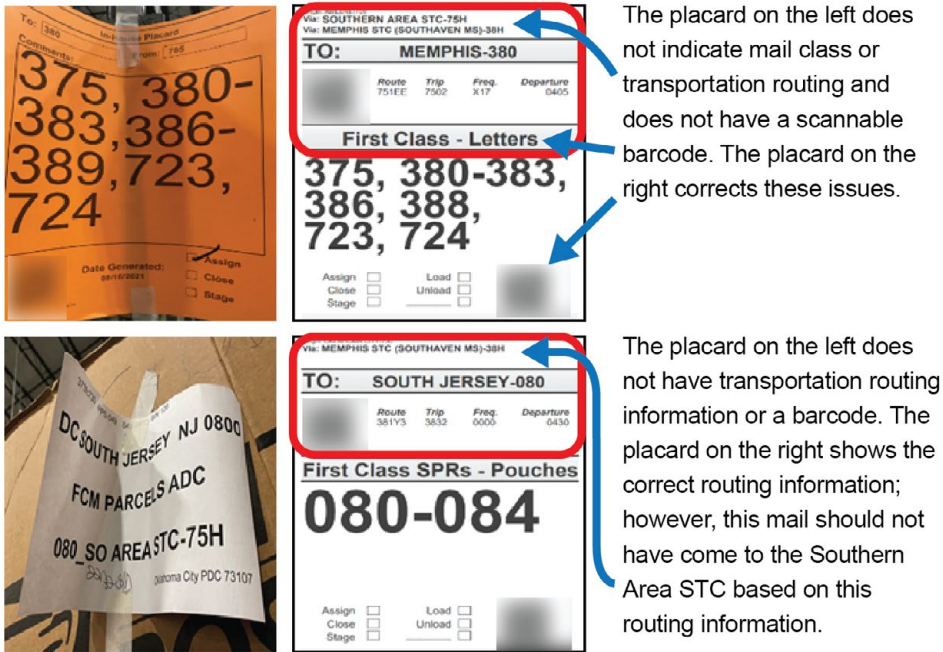 To: 380
In-House Placard
From: 765
Comments:
375, 380-
383,386-
389,723,
724
Date Generated:
09/16/2021
Assign
Close
Stage
Via: SOUTHERN AREA STC-75H
Via: MEMPHIS STC (SOUTHAVEN MS)-38H
TO: MEMPHIS-380
Route Trip Freq. Departure
751EE 7502 X17 0405
First Class - Letters
375, 380-383,
386, 388,
723, 724
Assign Load
Close Unload
Stage
The placard on the left does
not indicate mail class or
transportation routing and
does not have a scannable
barcode. The placard on the
right corrects these issues.
DC SOUTH JERSEY NJ 0800
FCM PARCELS ADC
080_SO AREA STC-75H
Oklahoma City PDC 73107
Via: MEMPHIS STC (SOUTHAVEN MS)-38H
TO: SOUTH JERSEY-080
Route Trip Freq. Departure
381Y3 3832 0000 0430
First Class SPRs - Pouches
080-084
Assign Load
Close Unload
Stage
The placard on the left does
not have transportation routing
information or a barcode. The
placard on the right shows the
correct routing information;
however, this mail should not
have come to the Southern
Area STC based on this
routing information.